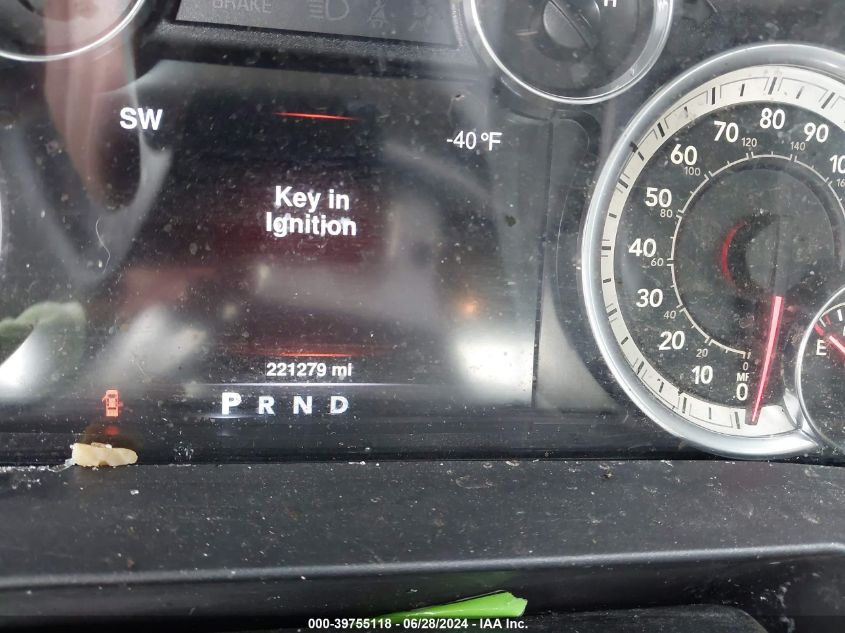 BRAKE
H
SW
-40 °F
Key in
Ignition
221279 mi
P R N D
0 10 20 30 40 50 60 70 80 90
0 20 40 60 80 100 120 140
E
000-39755118 - 06/28/2024 - IAA Inc.